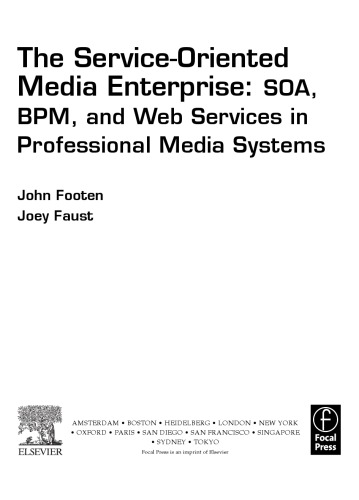 The Service-Oriented
Media Enterprise: SOA,
BPM, and Web Services in
Professional Media Systems
John Footen
Joey Faust
AMSTERDAM • BOSTON • HEIDELBERG • LONDON • NEW YORK
• OXFORD • PARIS • SAN DIEGO • SAN FRANCISCO • SINGAPORE
• SYDNEY • TOKYO
Focal Press is an imprint of Elsevier
ELSEVIER
f
Focal
Press